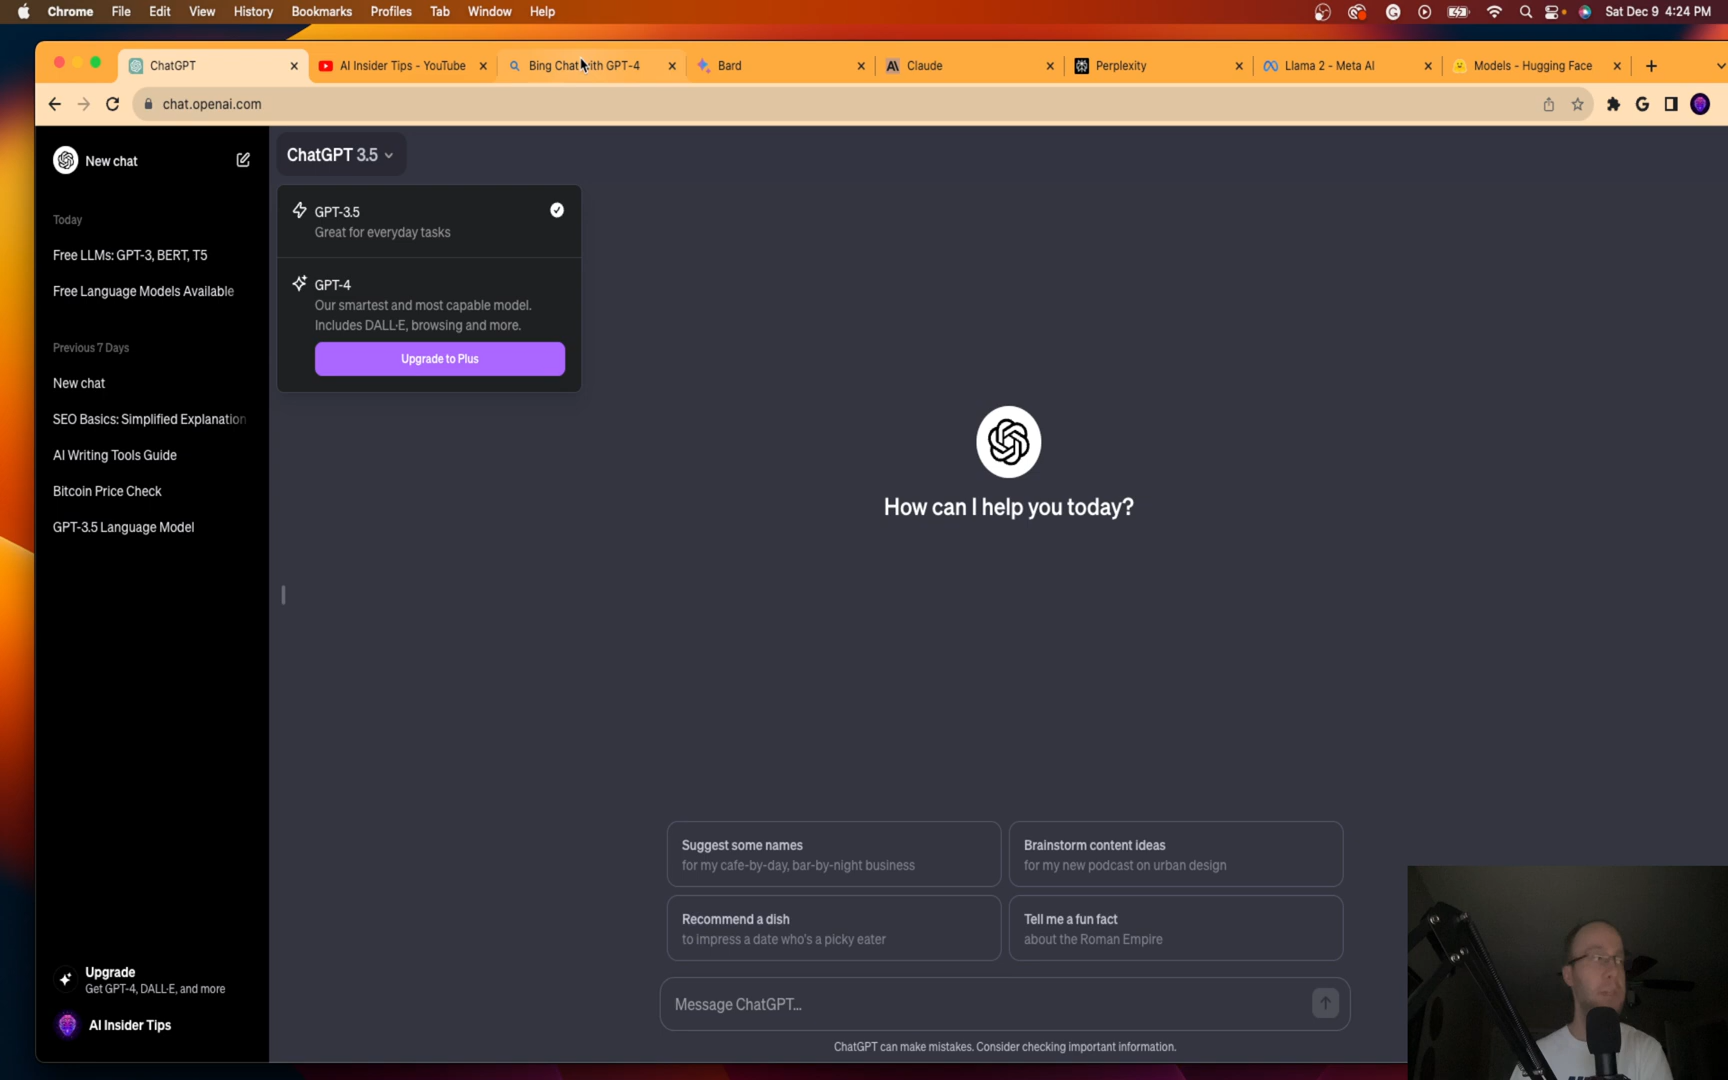 Chrome File Edit View History Bookmarks Profiles Tab Window Help Sat Dec 9 4:24 PM
ChatGPT AI Insider Tips - YouTube Bing Chat with GPT-4 Bard Claude Perplexity Llama 2 - Meta AI Models - Hugging Face
chat.openai.com
New chat
Today
Free LLMs: GPT-3, BERT, T5
Free Language Models Available
Previous 7 Days
New chat
SEO Basics: Simplified Explanation
AI Writing Tools Guide
Bitcoin Price Check
GPT-3.5 Language Model
Upgrade
Get GPT-4, DALL·E, and more
AI Insider Tips
ChatGPT 3.5
GPT-3.5
Great for everyday tasks
GPT-4
Our smartest and most capable model.
Includes DALL·E, browsing and more.
Upgrade to Plus
How can I help you today?
Suggest some names
for my cafe-by-day, bar-by-night business
Brainstorm content ideas
for my new podcast on urban design
Recommend a dish
to impress a date who's a picky eater
Tell me a fun fact
about the Roman Empire
Message ChatGPT...
ChatGPT can make mistakes. Consider checking important information.